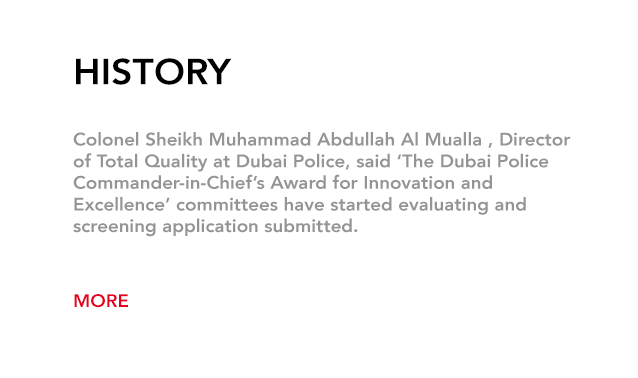 HISTORY
Colonel Sheikh Muhammad Abdullah Al Mualla , Director
of Total Quality at Dubai Police, said ‘The Dubai Police
Commander-in-Chief’s Award for Innovation and
Excellence’ committees have started evaluating and
screening application submitted.
MORE